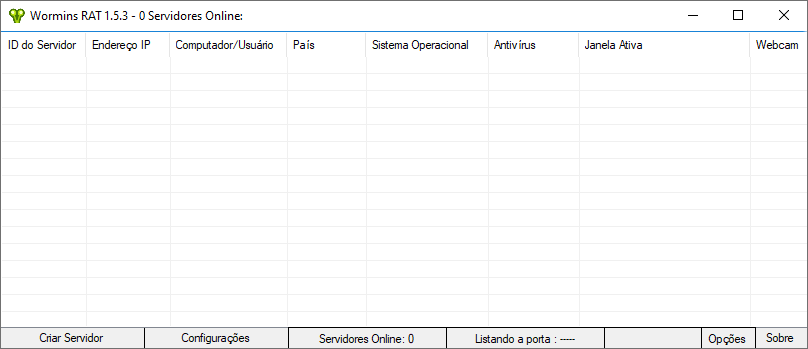 Wormins RAT 1.5.3 - 0 Servidores Online:
ID do Servidor Endereço IP Computador/Usuário País Sistema Operacional Antivírus Janela Ativa Webcam
Criar Servidor Configurações Servidores Online: 0 Listando a porta : ----- Opções Sobre